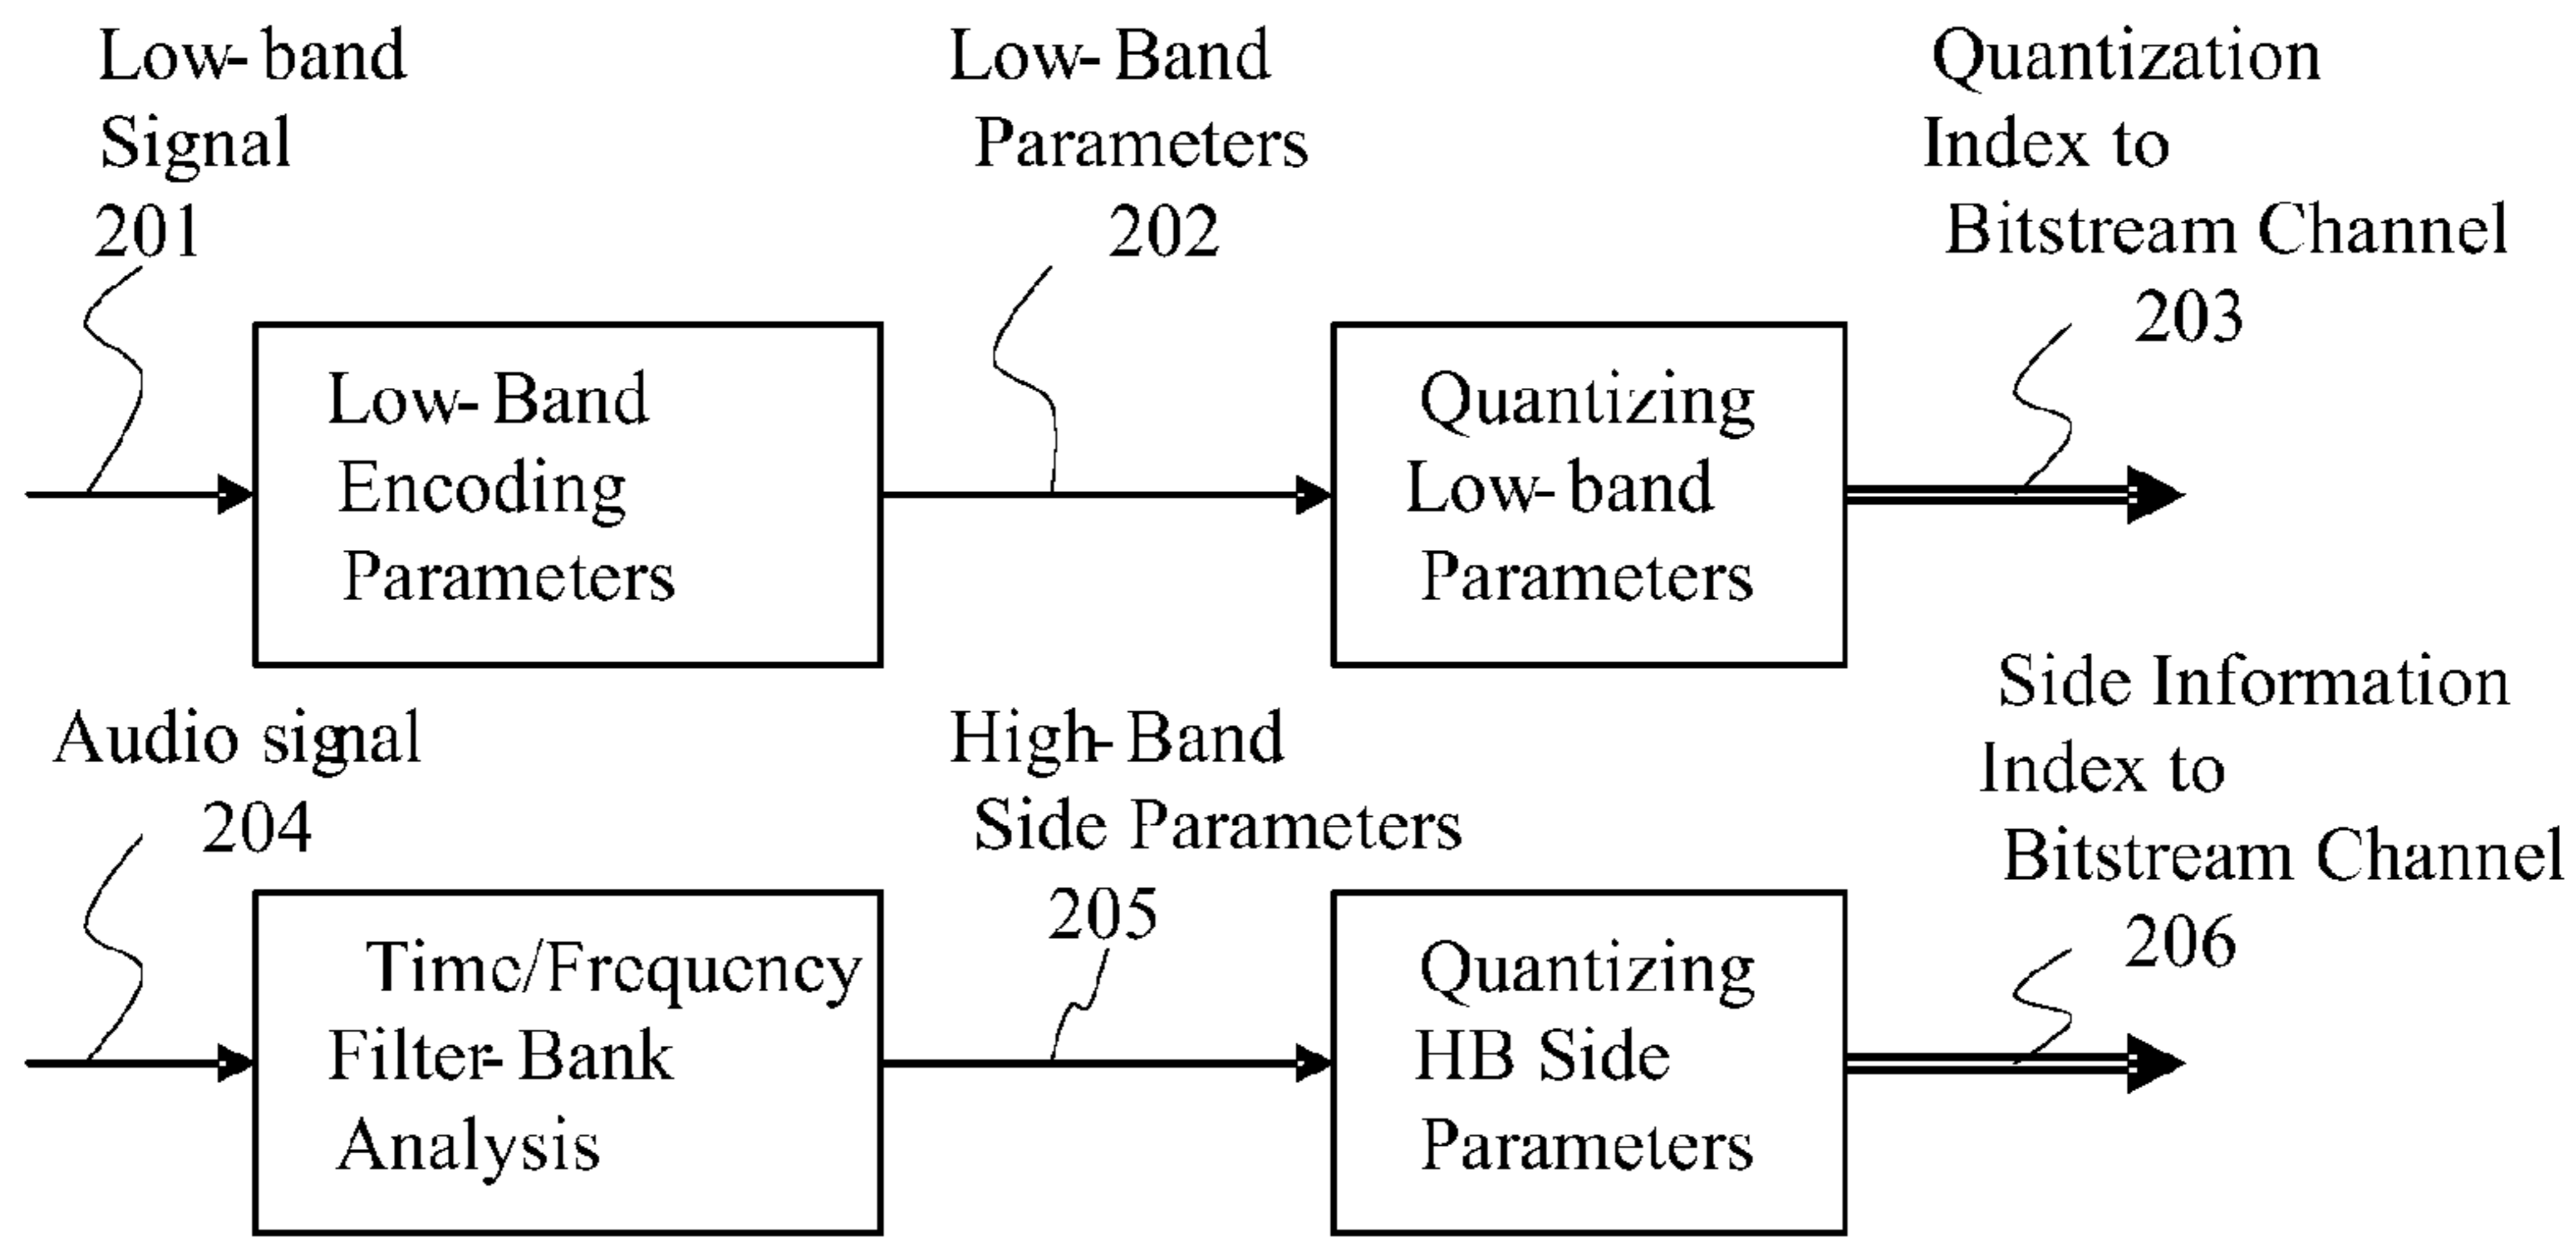 Low-band
Signal
201
Low-Band
Parameters
202
Quantization
Index to
Bitstream Channel
203
Low-Band
Encoding
Parameters
Quantizing
Low-band
Parameters
Audio signal
204
High-Band
Side Parameters
205
Side Information
Index to
Bitstream Channel
206
Time/Frequency
Filter-Bank
Analysis
Quantizing
HB Side
Parameters